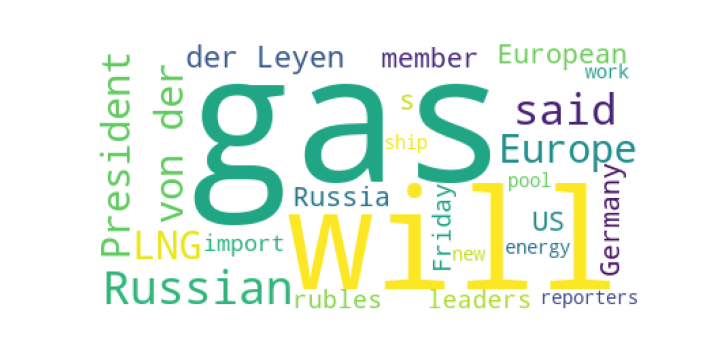 der Leyen
member
European
work
President
von der
gas
s
said
ship
Europe
Russia
pool
Germany
will
Friday
US
LNG
import
new
energy
Russian
rubles
leaders
reporters